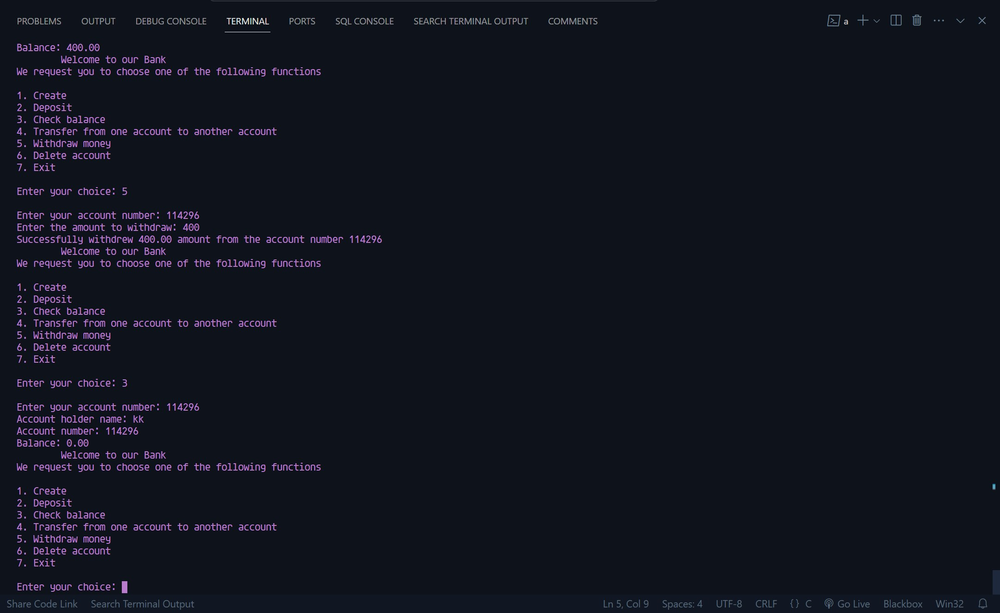 PROBLEMS OUTPUT DEBUG CONSOLE TERMINAL PORTS SQL CONSOLE SEARCH TERMINAL OUTPUT COMMENTS a
Balance: 400.00
Welcome to our Bank
We request you to choose one of the following functions
1. Create
2. Deposit
3. Check balance
4. Transfer from one account to another account
5. Withdraw money
6. Delete account
7. Exit
Enter your choice: 5
Enter your account number: 114296
Enter the amount to withdraw: 400
Successfully withdrew 400.00 amount from the account number 114296
Welcome to our Bank
We request you to choose one of the following functions
1. Create
2. Deposit
3. Check balance
4. Transfer from one account to another account
5. Withdraw money
6. Delete account
7. Exit
Enter your choice: 3
Enter your account number: 114296
Account holder name: kk
Account number: 114296
Balance: 0.00
Welcome to our Bank
We request you to choose one of the following functions
1. Create
2. Deposit
3. Check balance
4. Transfer from one account to another account
5. Withdraw money
6. Delete account
7. Exit
Enter your choice:
Share Code Link Search Terminal Output Ln 5, Col 9 Spaces: 4 UTF-8 CRLF {} C Go Live Blackbox Win32